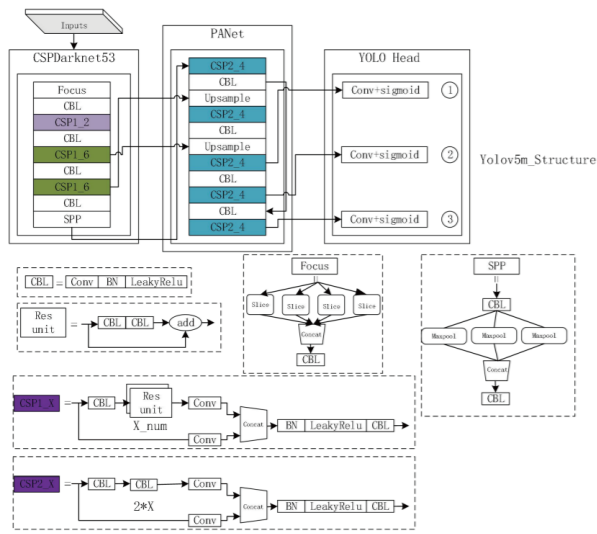 Inputs
CSPDarknet53
Focus
CBL
CSP1_2
CBL
CSP1_6
CBL
CSP1_6
CBL
SPP
PANet
CSP2_4
CBL
Upsample
CSP2_4
CBL
Upsample
CSP2_4
CBL
CSP2_4
CBL
CSP2_4
YOLO Head
Conv+sigmoid 1
Conv+sigmoid 2
Conv+sigmoid 3
Yolov5m_Structure
CBL = Conv BN LeakyRelu
Res
unit
= CBL CBL add
Focus
Slice Slice Slice Slice
Concat
CBL
SPP
CBL
Maxpool Maxpool Maxpool
Concat
CBL
CSP1_X = CBL Res
unit
X_num
Conv
Conv
Concat
BN LeakyRelu CBL
CSP2_X = CBL CBL
2*X
Conv
Conv
Concat
BN LeakyRelu CBL